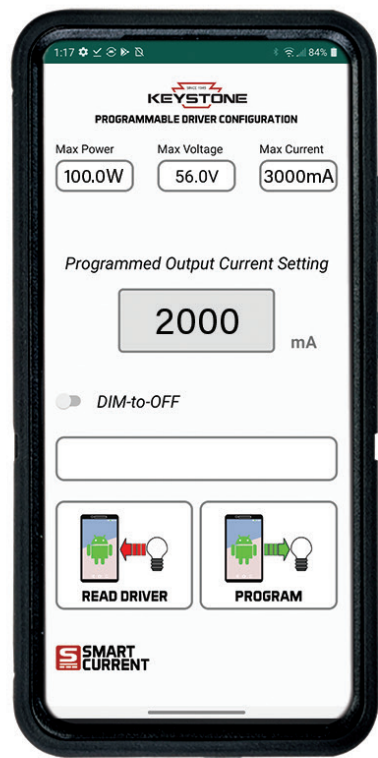 1:17
84%
SINCE 1945
KEYSTONE
PROGRAMMABLE DRIVER CONFIGURATION
Max Power Max Voltage Max Current
100.0W 56.0V 3000mA
Programmed Output Current Setting
2000
mA
DIM-to-OFF
READ DRIVER PROGRAM
S SMART
CURRENT